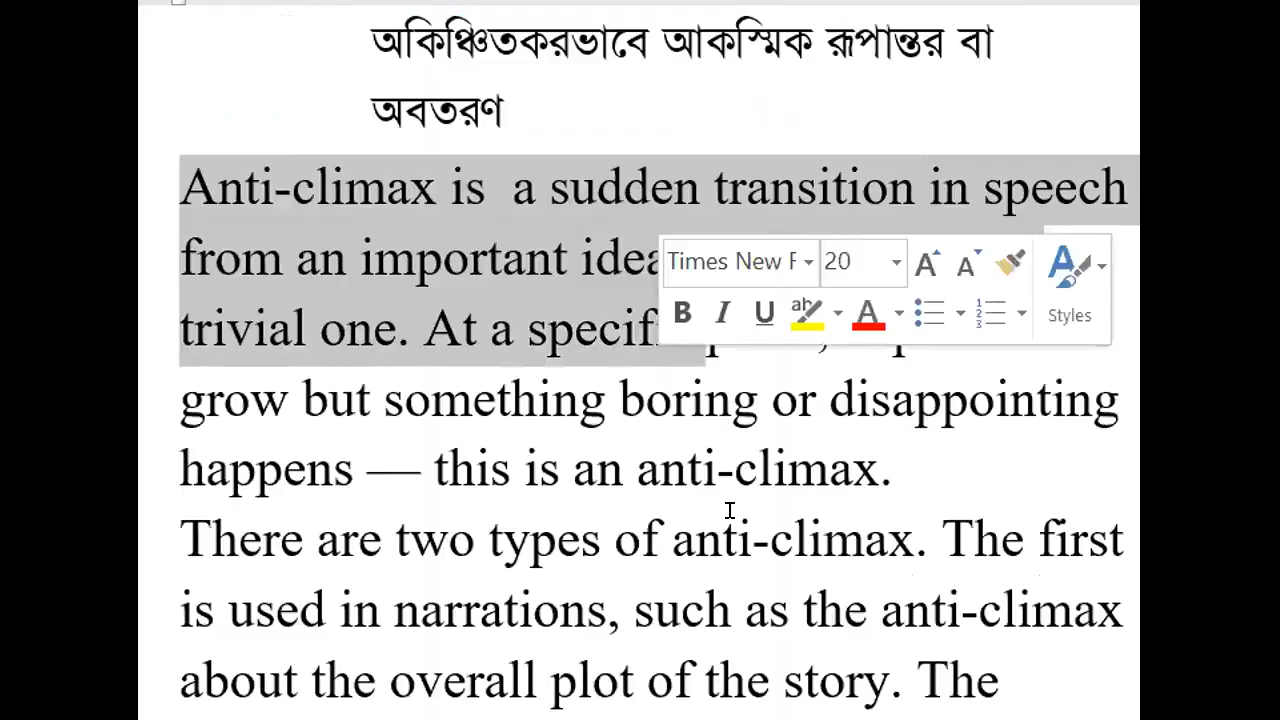 অকিঞ্চিতকরভাবে আকস্মিক রূপান্তর বা
অবতরণ
Anti-climax is a sudden transition in speech
from an important idea
Times New 20
trivial one. At a
B I U Styles
grow but something boring or disappointing
happens — this is an anti-climax.
There are two types of anti-climax. The first
is used in narrations, such as the anti-climax
about the overall plot of the story. The